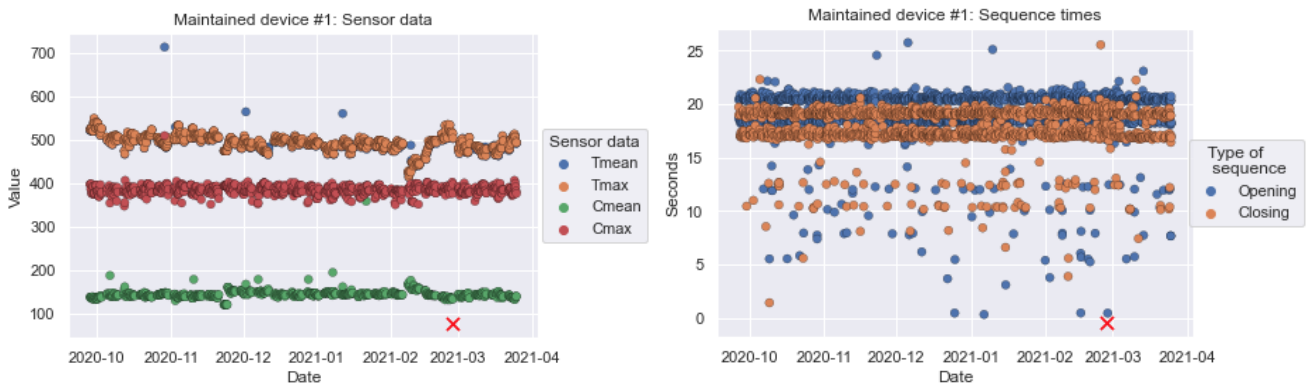 Maintained device #1: Sensor data
700
600
500
400
300
200
100
Value
2020-10 2020-11 2020-12 2021-01 2021-02 2021-03 2021-04
Date
Sensor data
Tmean
Tmax
Cmean
Cmax
Maintained device #1: Sequence times
25
20
15
10
5
0
Seconds
2020-10 2020-11 2020-12 2021-01 2021-02 2021-03 2021-04
Date
Type of
sequence
Opening
Closing